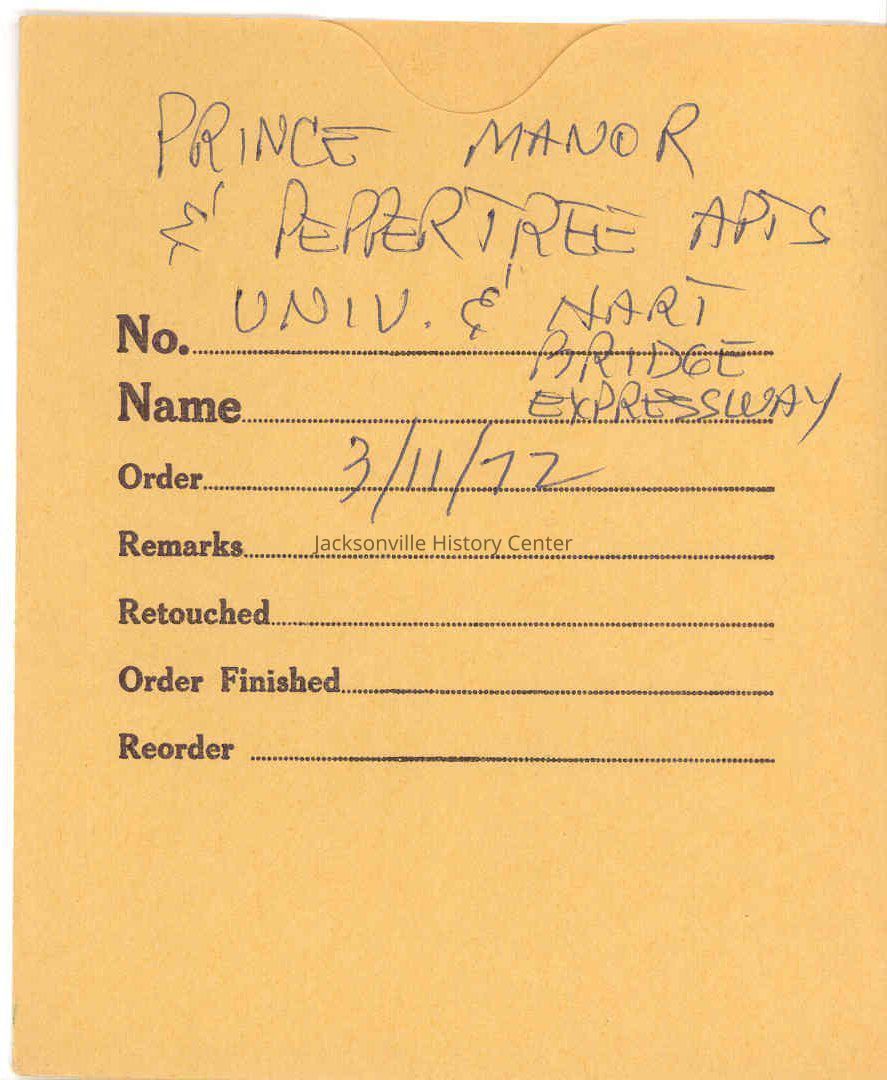 PRINCE MANOR
& PEPPERTREE APTS
UNIV. & HART
No.
BRIDGE
Name
EXPRESSWAY
Order 3/11/72
Remarks
Jacksonville History Center
Retouched
Order Finished
Reorder